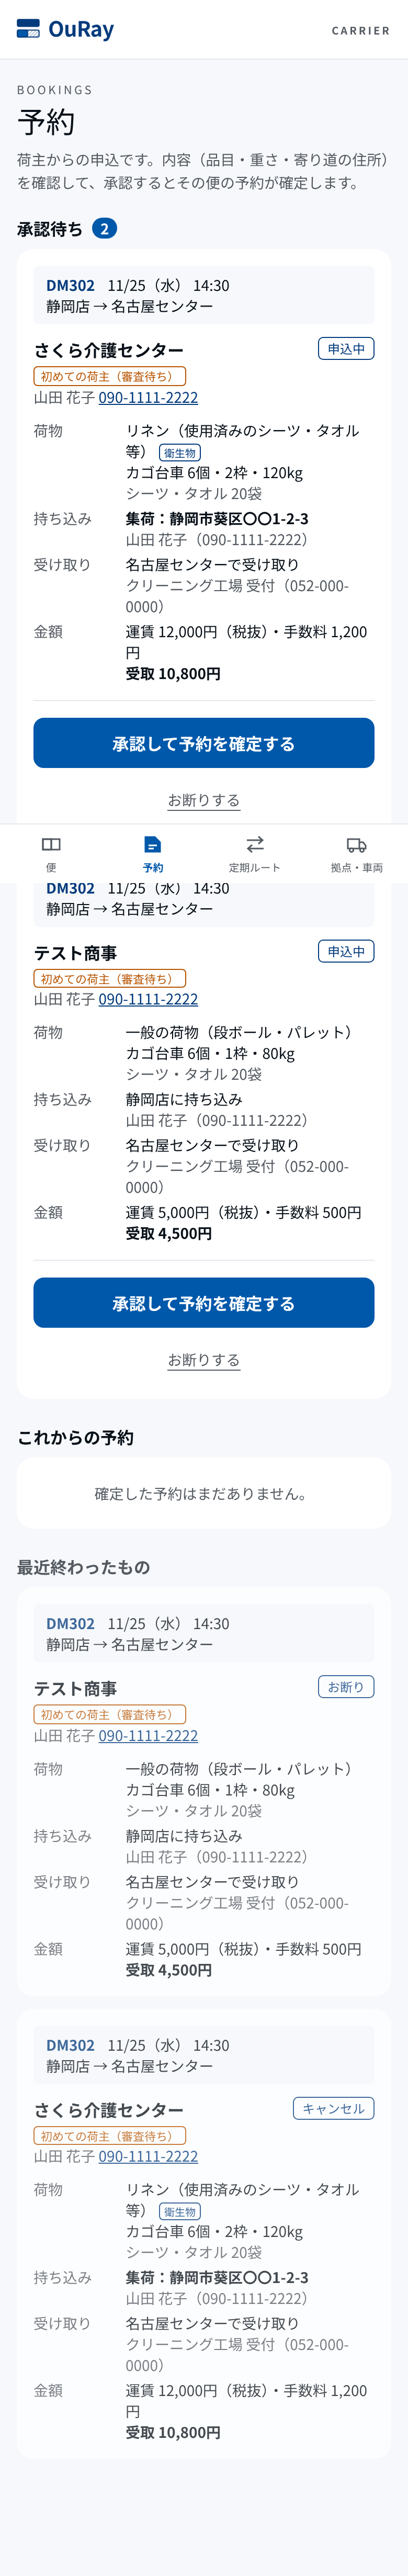 OuRay
CARRIER
BOOKINGS
予約
荷主からの申込です。内容（品目・重さ・寄り道の住所）
を確認して、承認するとその便の予約が確定します。
承認待ち 2
DM302 11/25（水） 14:30
静岡店 → 名古屋センター
さくら介護センター 申込中
初めての荷主（審査待ち）
山田 花子 090-1111-2222
荷物 リネン（使用済みのシーツ・タオル
等） 衛生物
カゴ台車 6個・2枠・120kg
シーツ・タオル 20袋
持ち込み 集荷：静岡市葵区〇〇1-2-3
山田 花子（090-1111-2222）
受け取り 名古屋センターで受け取り
クリーニング工場 受付（052-000-
0000）
金額 運賃 12,000円（税抜）・手数料 1,200
円
受取 10,800円
承認して予約を確定する
お断りする
便 予約 定期ルート 拠点・車両
DM302 11/25（水） 14:30
静岡店 → 名古屋センター
テスト商事 申込中
初めての荷主（審査待ち）
山田 花子 090-1111-2222
荷物 一般の荷物（段ボール・パレット）
カゴ台車 6個・1枠・80kg
シーツ・タオル 20袋
持ち込み 静岡店に持ち込み
山田 花子（090-1111-2222）
受け取り 名古屋センターで受け取り
クリーニング工場 受付（052-000-
0000）
金額 運賃 5,000円（税抜）・手数料 500円
受取 4,500円
承認して予約を確定する
お断りする
これからの予約
確定した予約はまだありません。
最近終わったもの
DM302 11/25（水） 14:30
静岡店 → 名古屋センター
テスト商事 お断り
初めての荷主（審査待ち）
山田 花子 090-1111-2222
荷物 一般の荷物（段ボール・パレット）
カゴ台車 6個・1枠・80kg
シーツ・タオル 20袋
持ち込み 静岡店に持ち込み
山田 花子（090-1111-2222）
受け取り 名古屋センターで受け取り
クリーニング工場 受付（052-000-
0000）
金額 運賃 5,000円（税抜）・手数料 500円
受取 4,500円
DM302 11/25（水） 14:30
静岡店 → 名古屋センター
さくら介護センター キャンセル
初めての荷主（審査待ち）
山田 花子 090-1111-2222
荷物 リネン（使用済みのシーツ・タオル
等） 衛生物
カゴ台車 6個・2枠・120kg
シーツ・タオル 20袋
持ち込み 集荷：静岡市葵区〇〇1-2-3
山田 花子（090-1111-2222）
受け取り 名古屋センターで受け取り
クリーニング工場 受付（052-000-
0000）
金額 運賃 12,000円（税抜）・手数料 1,200
円
受取 10,800円